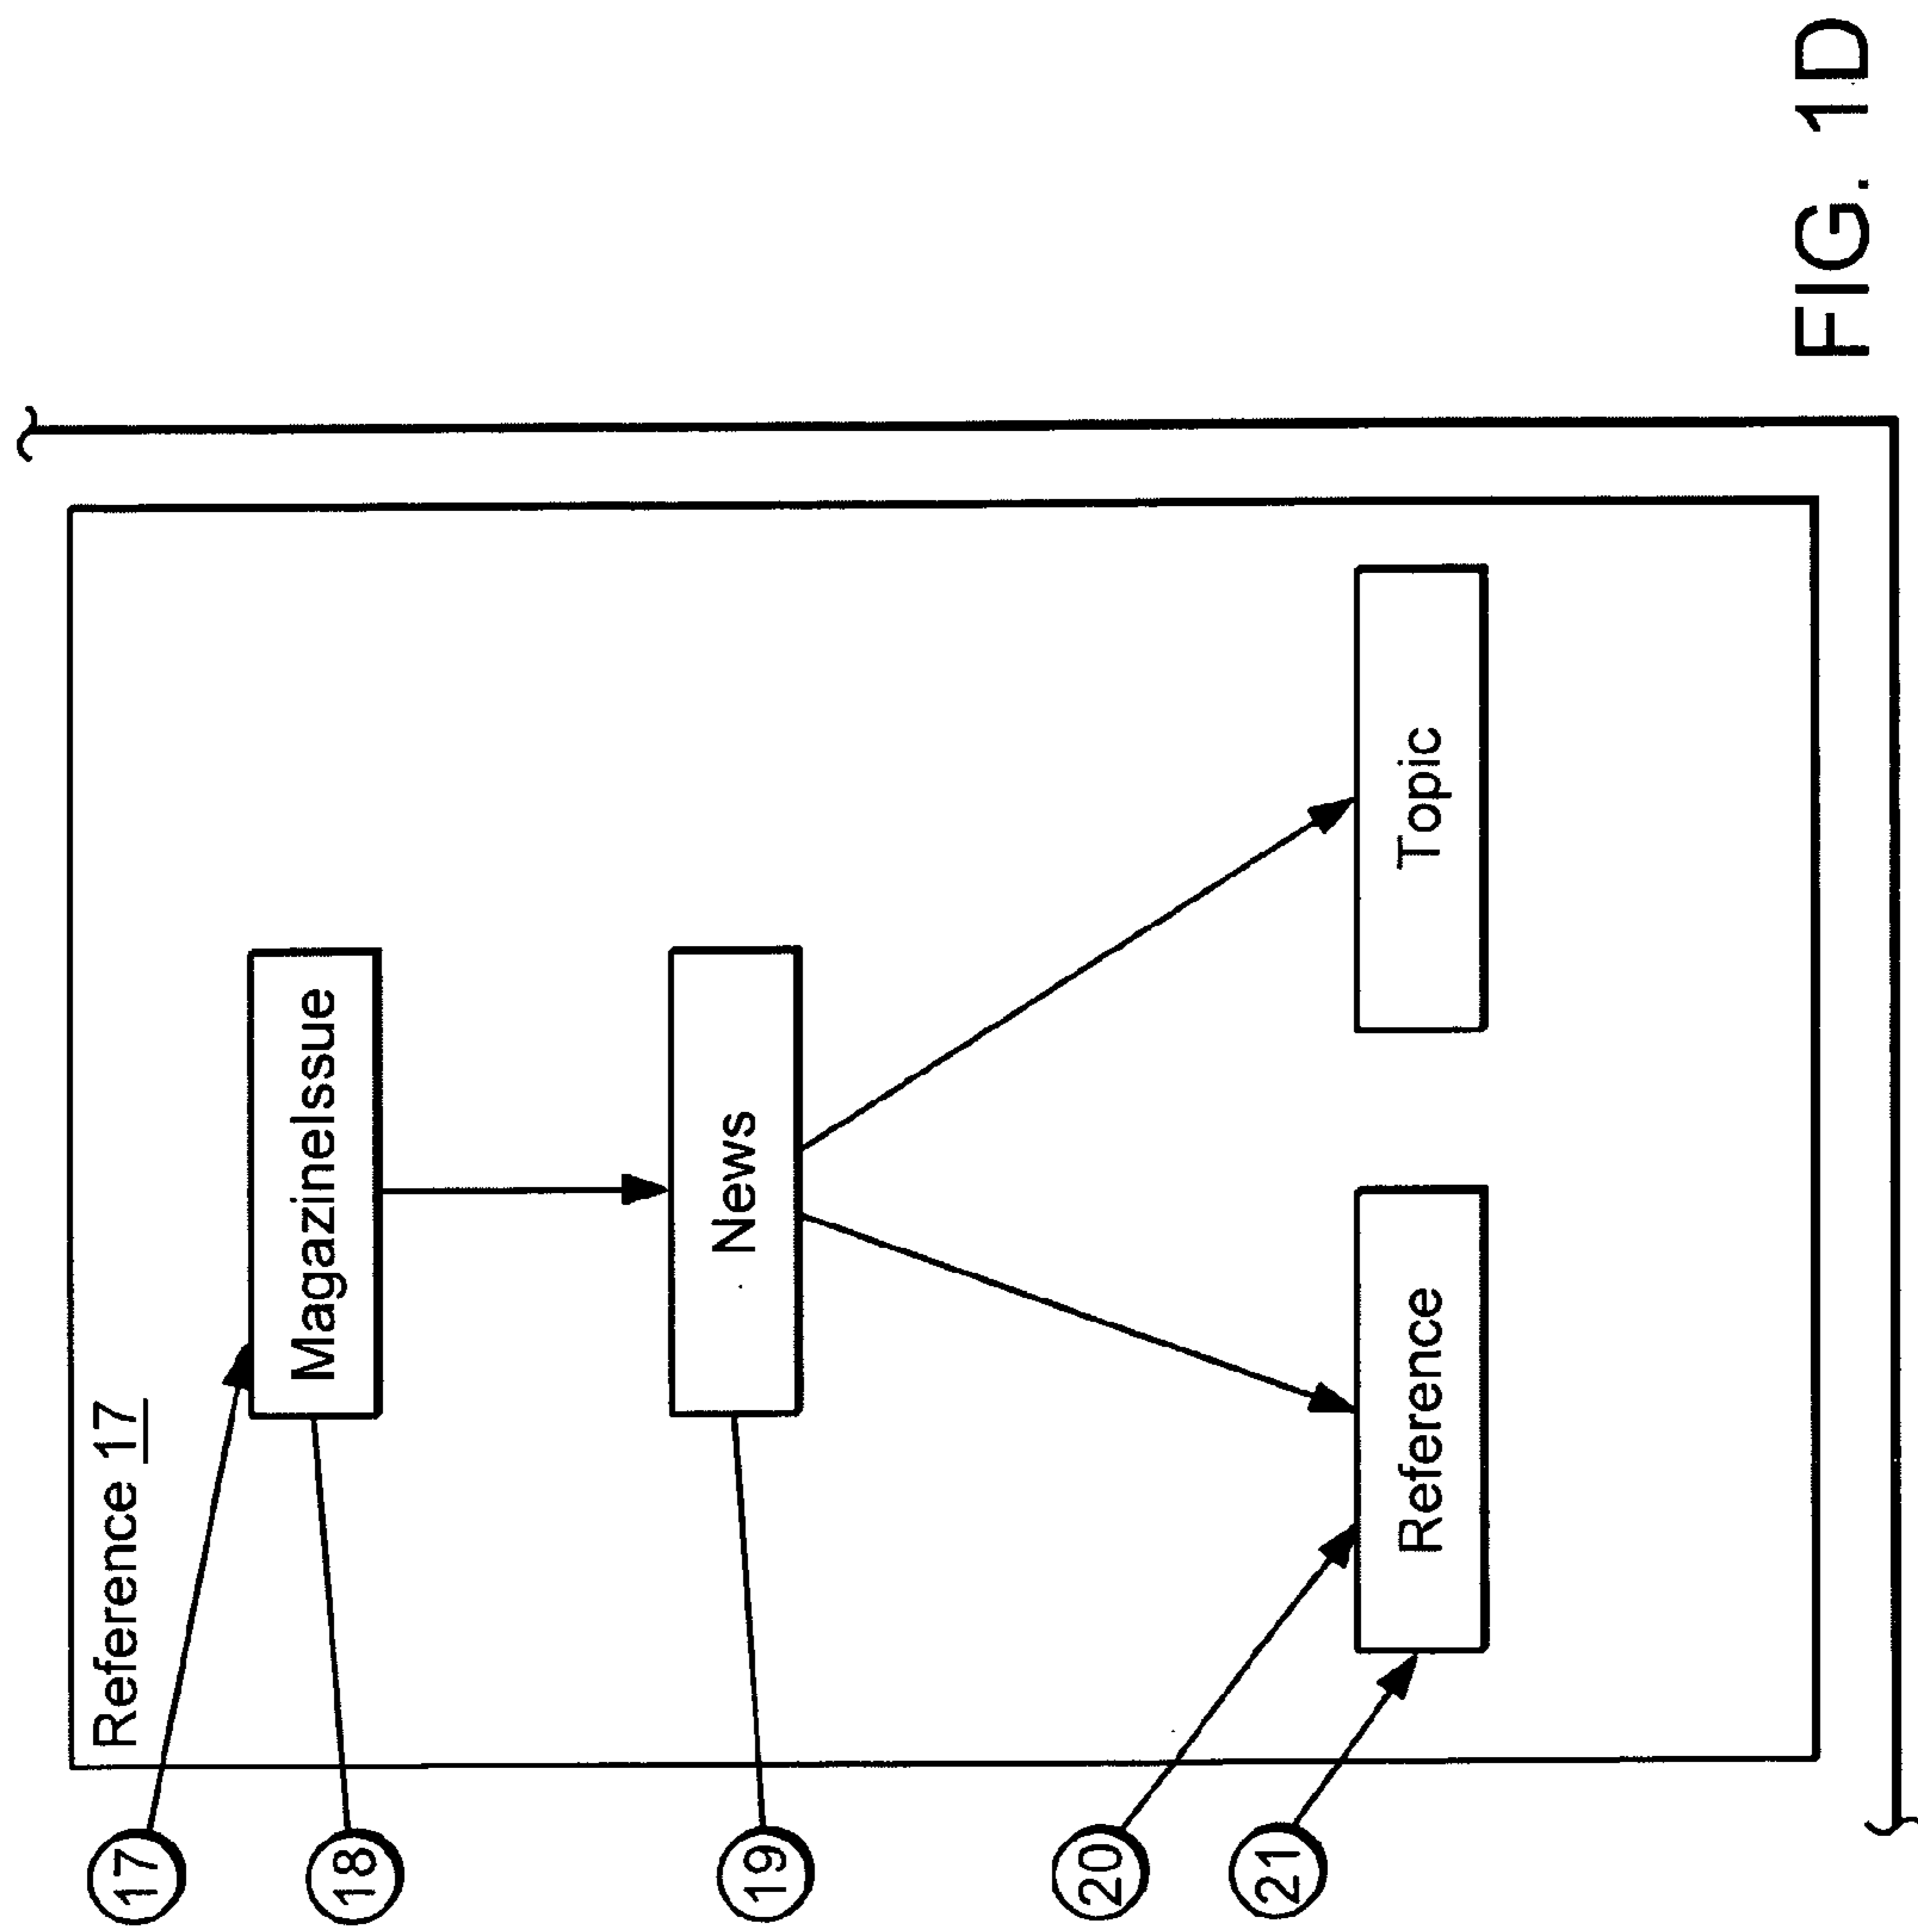 Reference 17
17
MagazineIssue
18
News
19
20
21
Reference
Topic
FIG. 1D